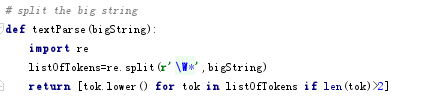 # split the big string
def textParse(bigString):
    import re
    listOfTokens=re.split(r'\W*',bigString)
    return [tok.lower() for tok in listOfTokens if len(tok)>2]